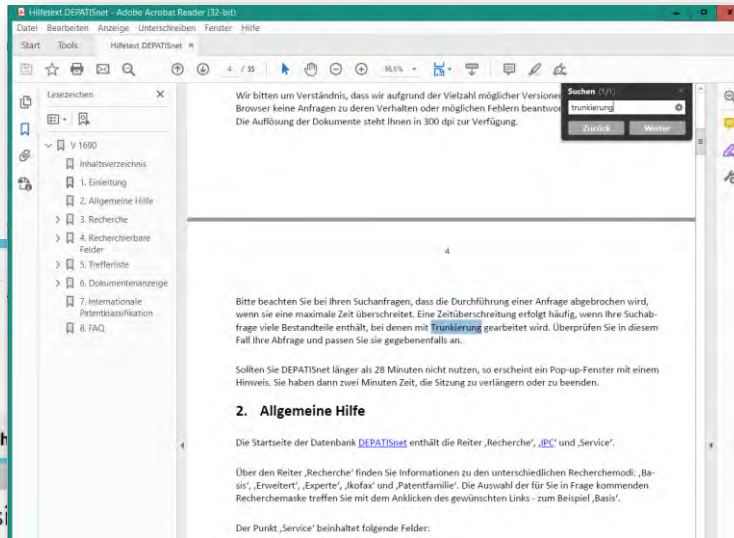 Hilfetext DEPATISnet - Adobe Acrobat Reader (32-bit)
Datei Bearbeiten Anzeige Unterschreiben Fenster Hilfe
Start Tools Hilfetext DEPATISnet ×
4 / 55 96,6%
Lesezeichen ×
V 1690
Inhaltsverzeichnis
1. Einleitung
2. Allgemeine Hilfe
3. Recherche
4. Recherchierbare
Felder
5. Trefferliste
6. Dokumentenanzeige
7. Internationale
Patentklassifikation
8. FAQ
Suchen (1/1)
trunkierung
Zurück Weiter
Wir bitten um Verständnis, dass wir aufgrund der Vielzahl möglicher Versionen
Browser keine Anfragen zu deren Verhalten oder möglichen Fehlern beantwor
Die Auflösung der Dokumente steht Ihnen in 300 dpi zur Verfügung.
4
Bitte beachten Sie bei Ihren Suchanfragen, dass die Durchführung einer Anfrage abgebrochen wird,
wenn sie eine maximale Zeit überschreitet. Eine Zeitüberschreitung erfolgt häufig, wenn Ihre Suchab-
frage viele Bestandteile enthält, bei denen mit Trunkierung gearbeitet wird. Überprüfen Sie in diesem
Fall Ihre Abfrage und passen Sie sie gegebenenfalls an.
Sollten Sie DEPATISnet länger als 28 Minuten nicht nutzen, so erscheint ein Pop-up-Fenster mit einem
Hinweis. Sie haben dann zwei Minuten Zeit, die Sitzung zu verlängern oder zu beenden.
2. Allgemeine Hilfe
Die Startseite der Datenbank DEPATISnet enthält die Reiter ‚Recherche‘, ‚IPC‘ und ‚Service‘.
Über den Reiter ‚Recherche‘ finden Sie Informationen zu den unterschiedlichen Recherchemodi: ‚Ba-
sis‘, ‚Erweitert‘, ‚Experte‘, ‚Ikofax‘ und ‚Patentfamilie‘. Die Auswahl der für Sie in Frage kommenden
Recherchemaske treffen Sie mit dem Anklicken des gewünschten Links - zum Beispiel ‚Basis‘.
Der Punkt ‚Service‘ beinhaltet folgende Felder: